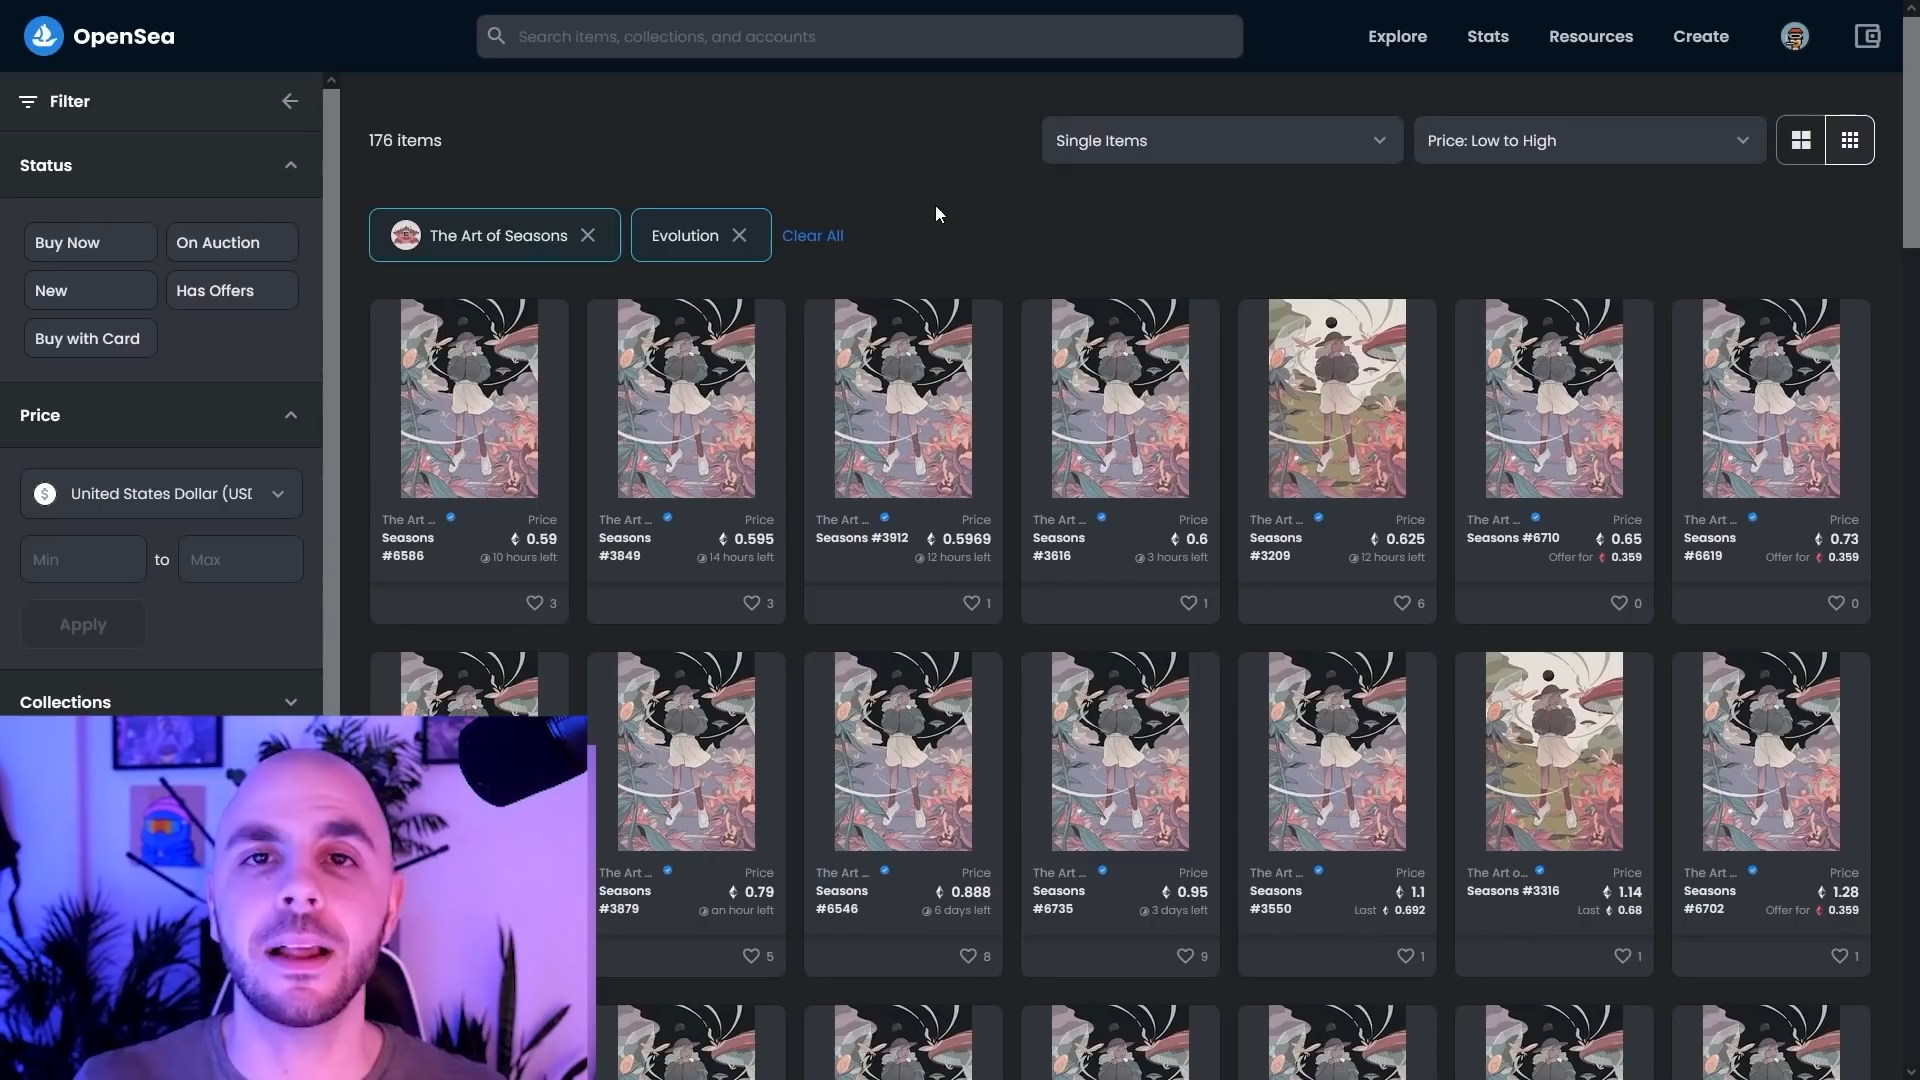 OpenSea
Search items, collections, and accounts
Explore
Stats
Resources
Create
Filter
176 items
Single Items
Price: Low to High
Status
The Art of Seasons
Evolution
Clear All
Buy Now
On Auction
New
Has Offers
Buy with Card
Price
United States Dollar (USD
Min
to
Max
Apply
Collections
The Art ...
Price
Seasons
#6586
0.59
10 hours left
3
The Art ...
Price
Seasons
#3849
0.595
14 hours left
3
The Art ...
Price
Seasons #3912
0.5969
12 hours left
1
The Art ...
Price
Seasons
#3616
0.6
3 hours left
1
The Art ...
Price
Seasons
#3209
0.625
12 hours left
6
The Art ...
Price
Seasons #6710
0.65
Offer for 0.359
0
The Art ...
Price
Seasons
#6619
0.73
Offer for 0.359
0
The Art ...
Price
Seasons
#3879
0.79
an hour left
5
The Art ...
Price
Seasons
#6546
0.888
6 days left
8
The Art ...
Price
Seasons
#6735
0.95
3 days left
9
The Art ...
Price
Seasons
#3550
1.1
Last 0.692
1
The Art o...
Price
Seasons #3316
1.14
Last 0.68
1
The Art ...
Price
Seasons
#6702
1.28
Offer for 0.359
1